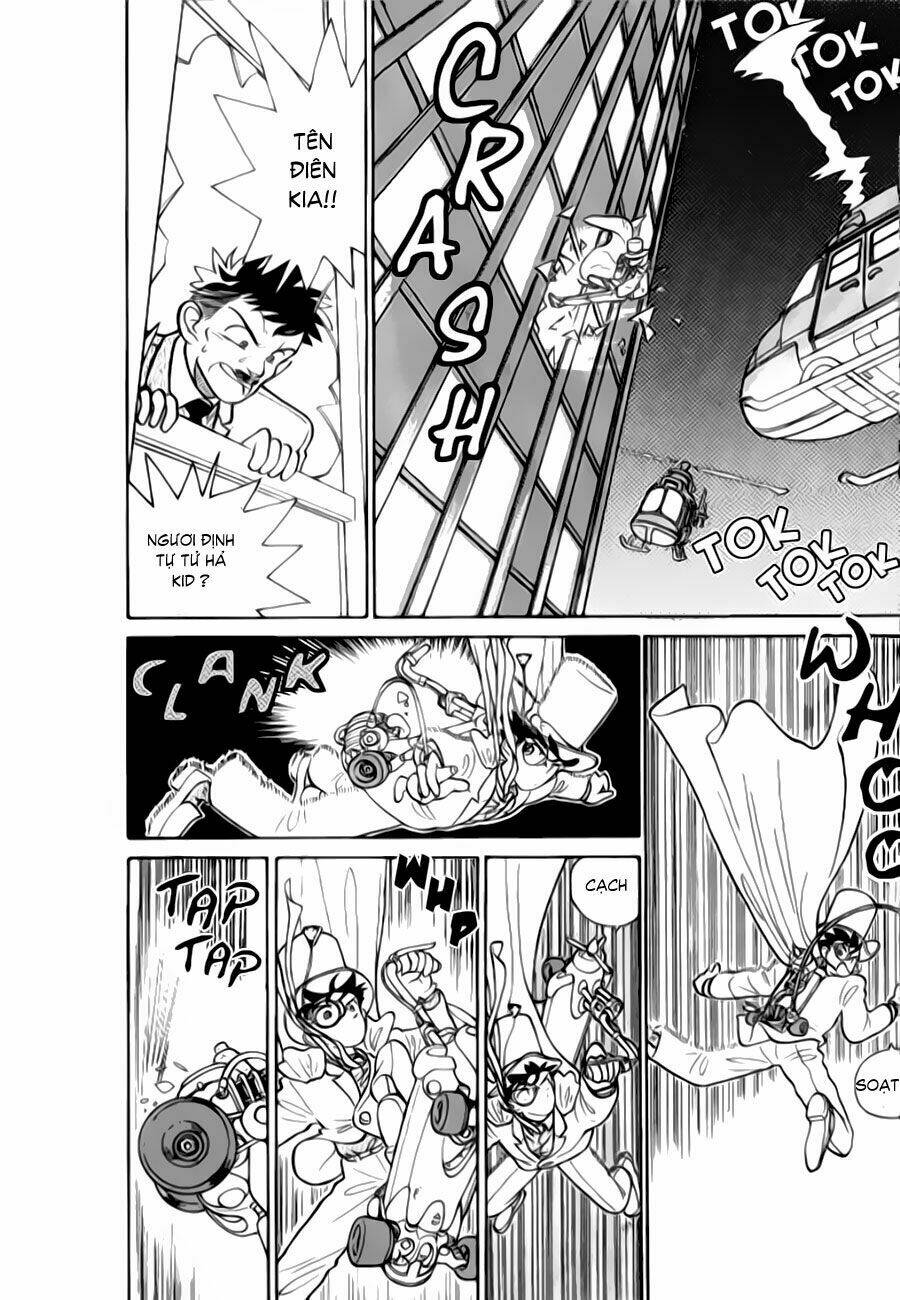 TOK
TOK
TOK
CRASH
TOK
TOK
TOK
TÊN
ĐIÊN
KIA!!
NGƯƠI ĐỊNH
TỰ TỬ HẢ
KID ?
WHOO
SOẠT
CLANK
CẠCH
WHP
TAP
TAP